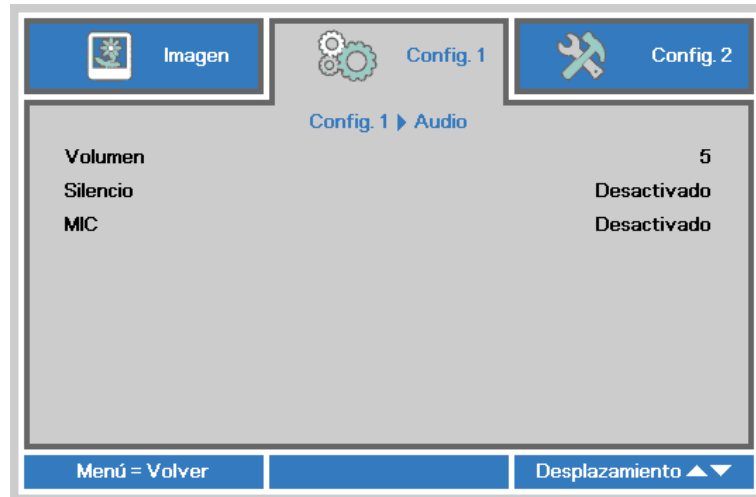 Imagen Config. 1 Config. 2
Config. 1 ▶ Audio
Volumen 5
Silencio Desactivado
MIC Desactivado
Menú = Volver Desplazamiento ▲▼